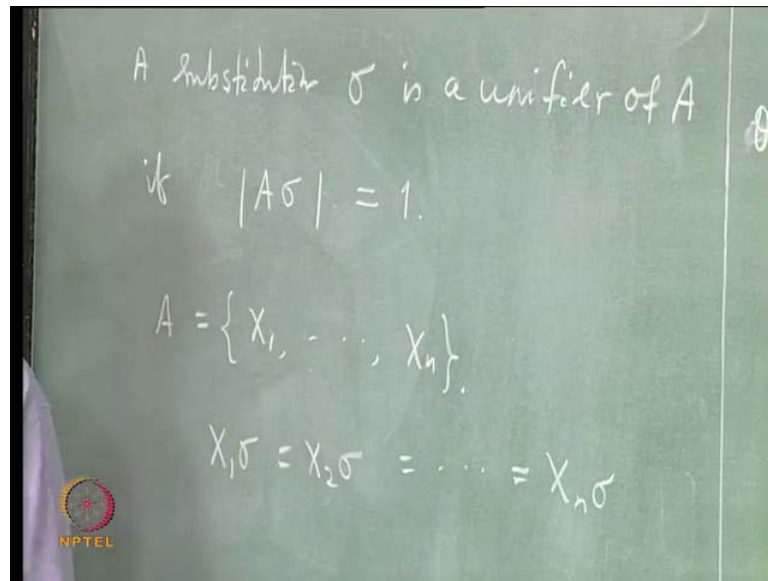 A substitution σ is a unifier of A
if |Aσ| = 1.
A = {X₁, - - ·, Xₙ}.
X₁σ = X₂σ = · · · · = Xₙσ
NPTEL